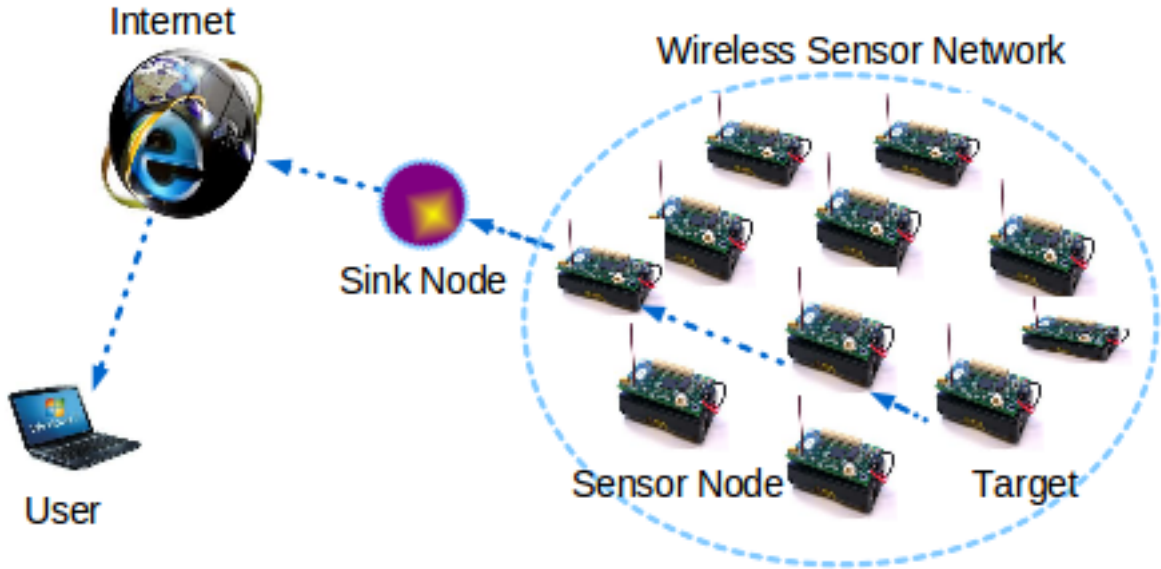 Internet
Wireless Sensor Network
Sink Node
Sensor Node
Target
User